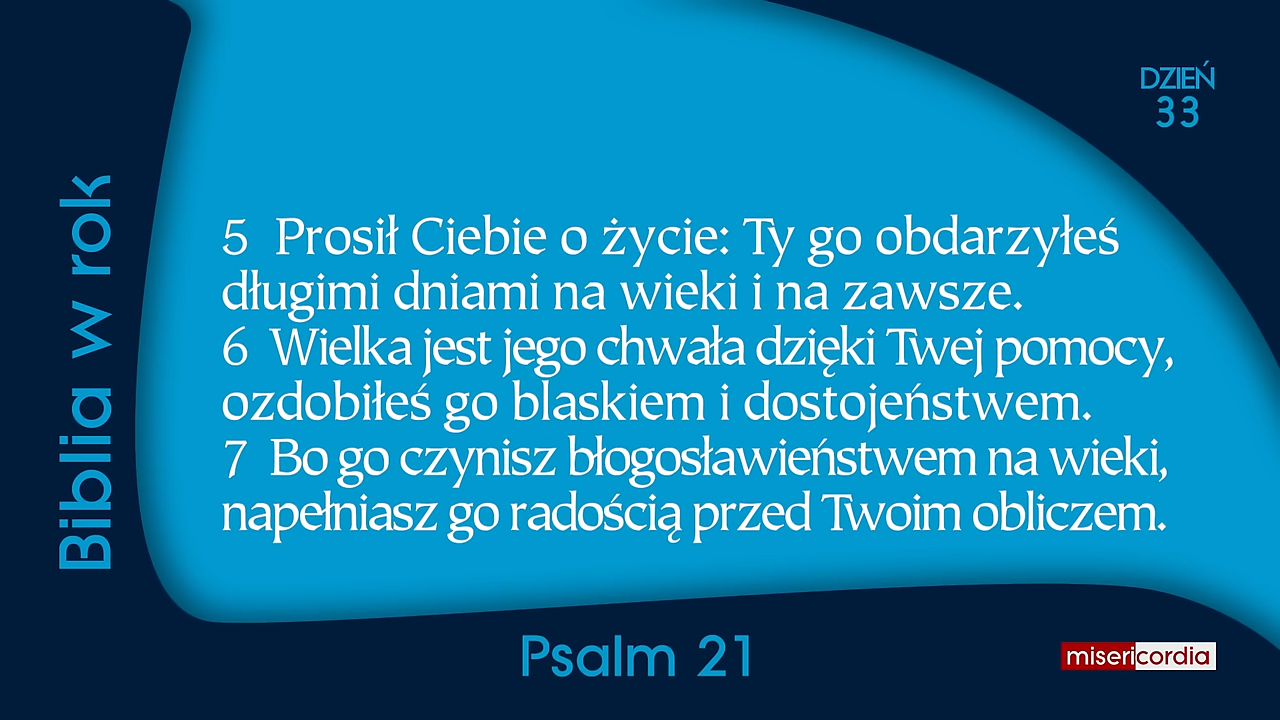 DZIEŃ
33
Biblia w rok
5 Prosił Ciebie o życie: Ty go obdarzyłeś
długimi dniami na wieki i na zawsze.
6 Wielka jest jego chwała dzięki Twej pomocy,
ozdobiłeś go blaskiem i dostojeństwem.
7 Bo go czynisz błogosławieństwem na wieki,
napełniasz go radością przed Twoim obliczem.
Psalm 21
misericordia